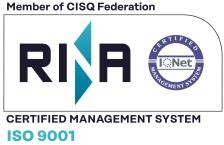 Member of CISQ Federation
RINA
CERTIFIED
IQNet
MANAGEMENT SYSTEM
CERTIFIED MANAGEMENT SYSTEM
ISO 9001